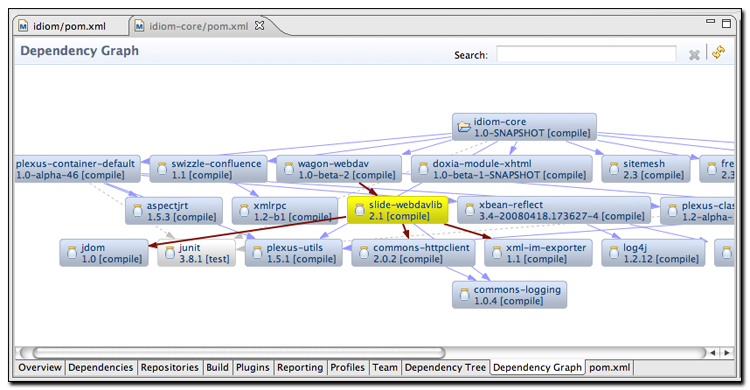 idiom/pom.xml
idiom-core/pom.xml
Dependency Graph
Search:
idiom-core
1.0-SNAPSHOT [compile]
plexus-container-default
1.0-alpha-46 [compile]
swizzle-confluence
1.1 [compile]
wagon-webdav
1.0-beta-2 [compile]
doxia-module-xhtml
1.0-beta-1-SNAPSHOT [compile]
sitemesh
2.3 [compile]
fre
2.3
aspectjrt
1.5.3 [compile]
xmlrpc
1.2-b1 [compile]
slide-webdavlib
2.1 [compile]
xbean-reflect
3.4-20080418.173627-4 [compile]
plexus-clas
1.2-alpha-
jdom
1.0 [compile]
junit
3.8.1 [test]
plexus-utils
1.5.1 [compile]
commons-httpclient
2.0.2 [compile]
xml-im-exporter
1.1 [compile]
log4j
1.2.12 [compile]
commons-logging
1.0.4 [compile]
Overview Dependencies Repositories Build Plugins Reporting Profiles Team Dependency Tree Dependency Graph pom.xml